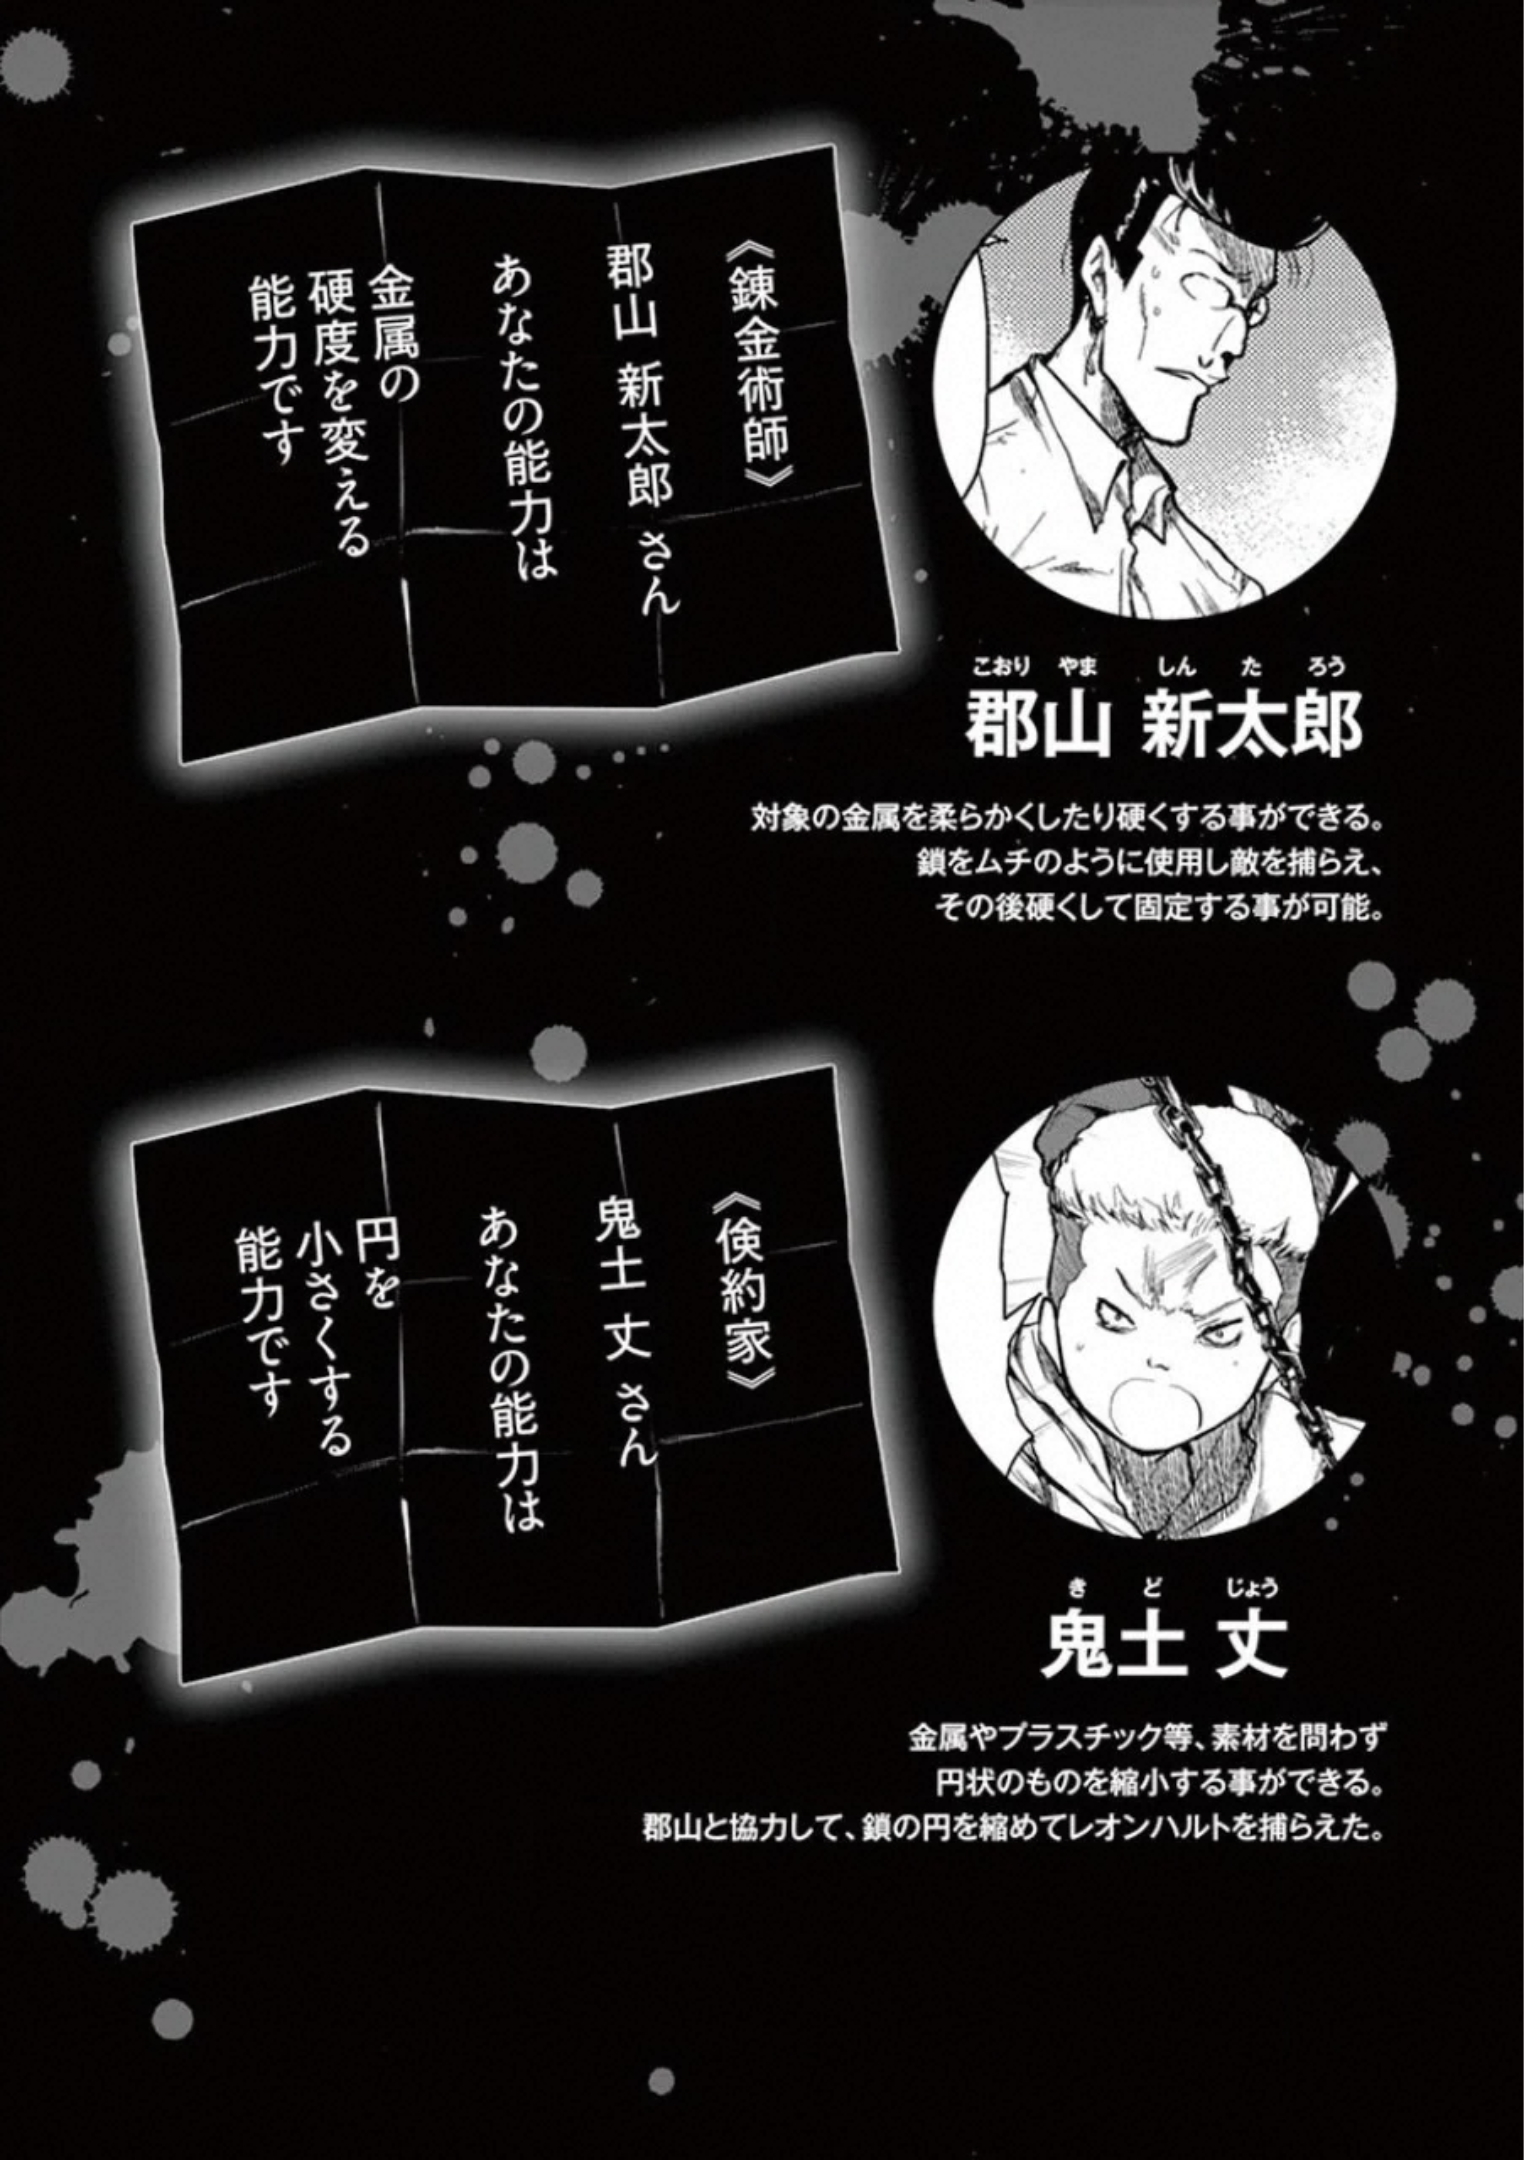 《錬金術師》
郡山 新太郎 さん
あなたの能力は
金属の
硬度を変える
能力です
こおり やま しん た ろう
郡山 新太郎
対象の金属を柔らかくしたり硬くする事ができる。
鎖をムチのように使用し敵を捕らえ、
その後硬くして固定する事が可能。
《倹約家》
鬼土 丈 さん
あなたの能力は
円を
小さくする
能力です
き ど じょう
鬼土 丈
金属やプラスチック等、素材を問わず
円状のものを縮小する事ができる。
郡山と協力して、鎖の円を縮めてレオンハルトを捕らえた。